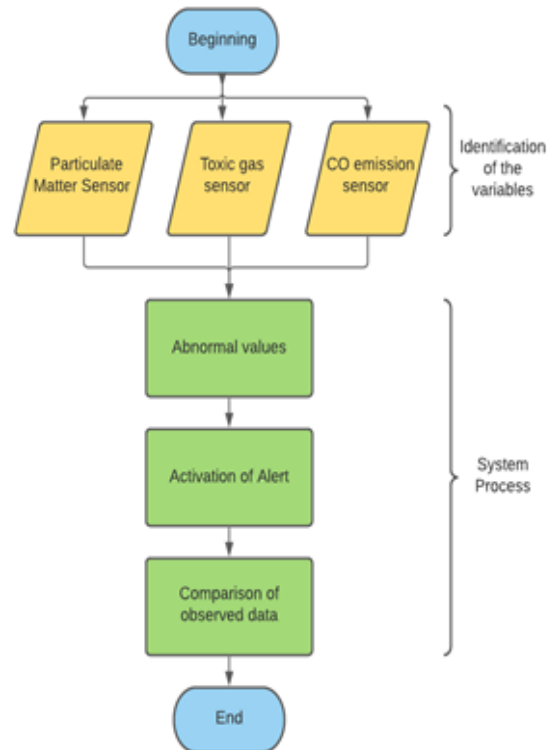 Beginning
Particulate
Matter Sensor
Toxic gas
sensor
CO emission
sensor
Identification
of the
variables
Abnormal values
Activation of Alert
System
Process
Comparison of
observed data
End